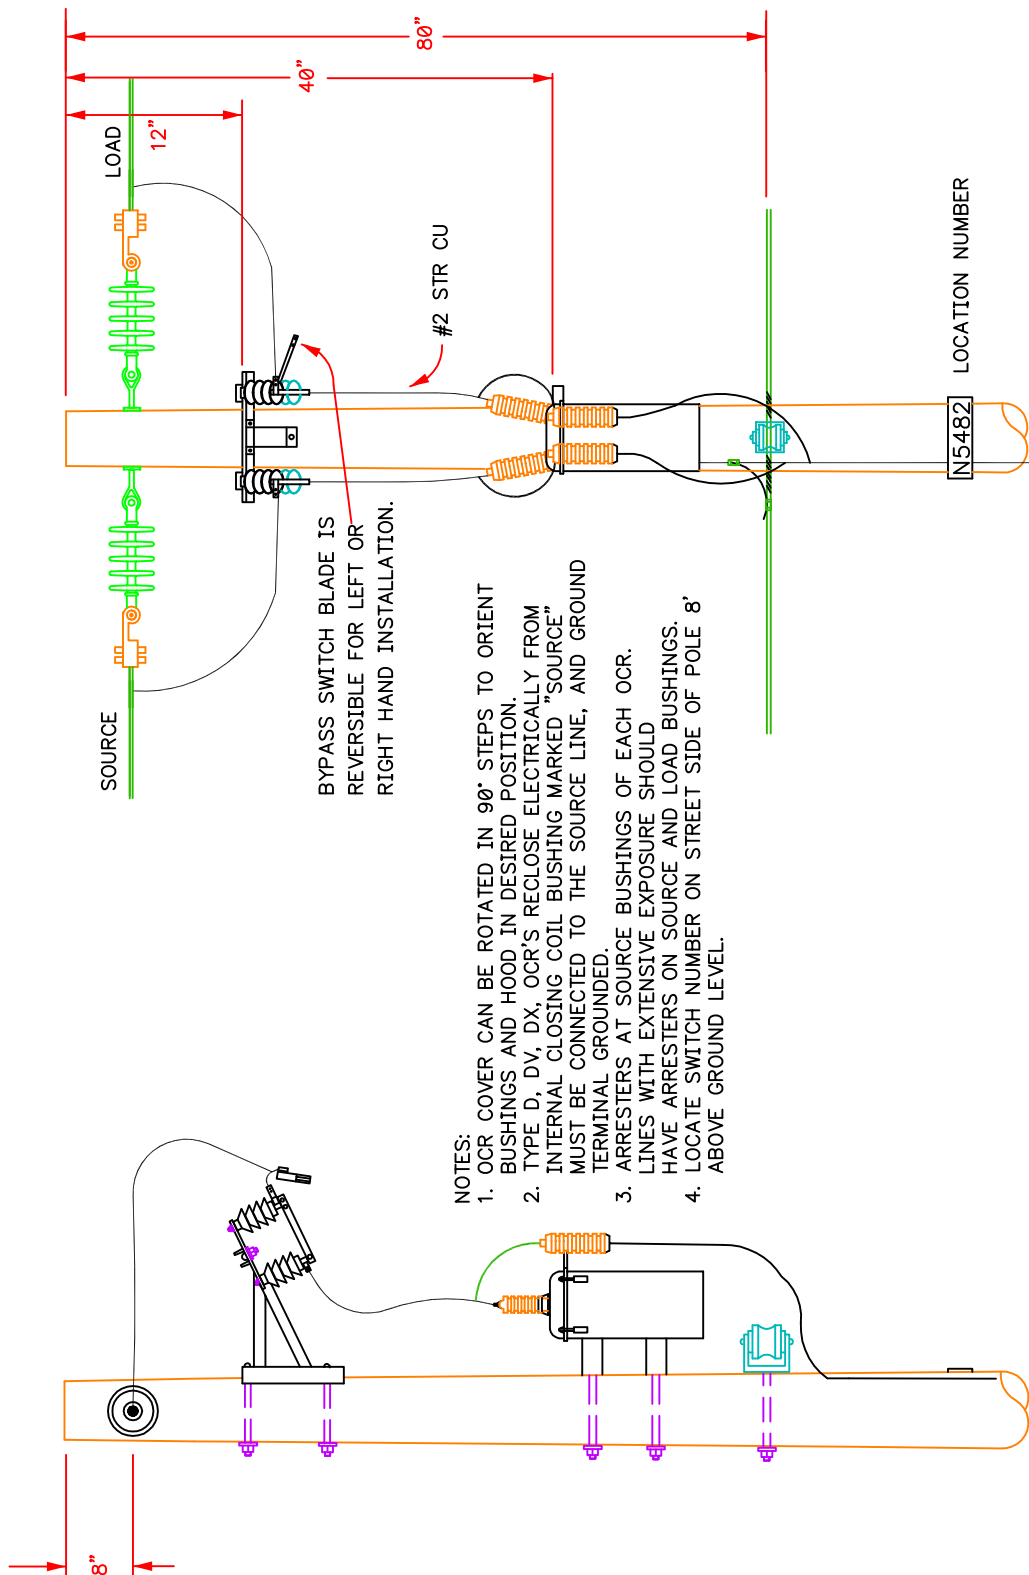 8"
12"
40"
80"
SOURCE
LOAD
BYPASS SWITCH BLADE IS
REVERSIBLE FOR LEFT OR
RIGHT HAND INSTALLATION.
#2 STR CU
NOTES:
1. OCR COVER CAN BE ROTATED IN 90° STEPS TO ORIENT
BUSHINGS AND HOOD IN DESIRED POSITION.
2. TYPE D, DV, DX, OCR'S RECLOSE ELECTRICALLY FROM
INTERNAL CLOSING COIL BUSHING MARKED "SOURCE"
MUST BE CONNECTED TO THE SOURCE LINE, AND GROUND
TERMINAL GROUNDED.
3. ARRESTERS AT SOURCE BUSHINGS OF EACH OCR.
LINES WITH EXTENSIVE EXPOSURE SHOULD
HAVE ARRESTERS ON SOURCE AND LOAD BUSHINGS.
4. LOCATE SWITCH NUMBER ON STREET SIDE OF POLE 8'
ABOVE GROUND LEVEL.
N5482
LOCATION NUMBER